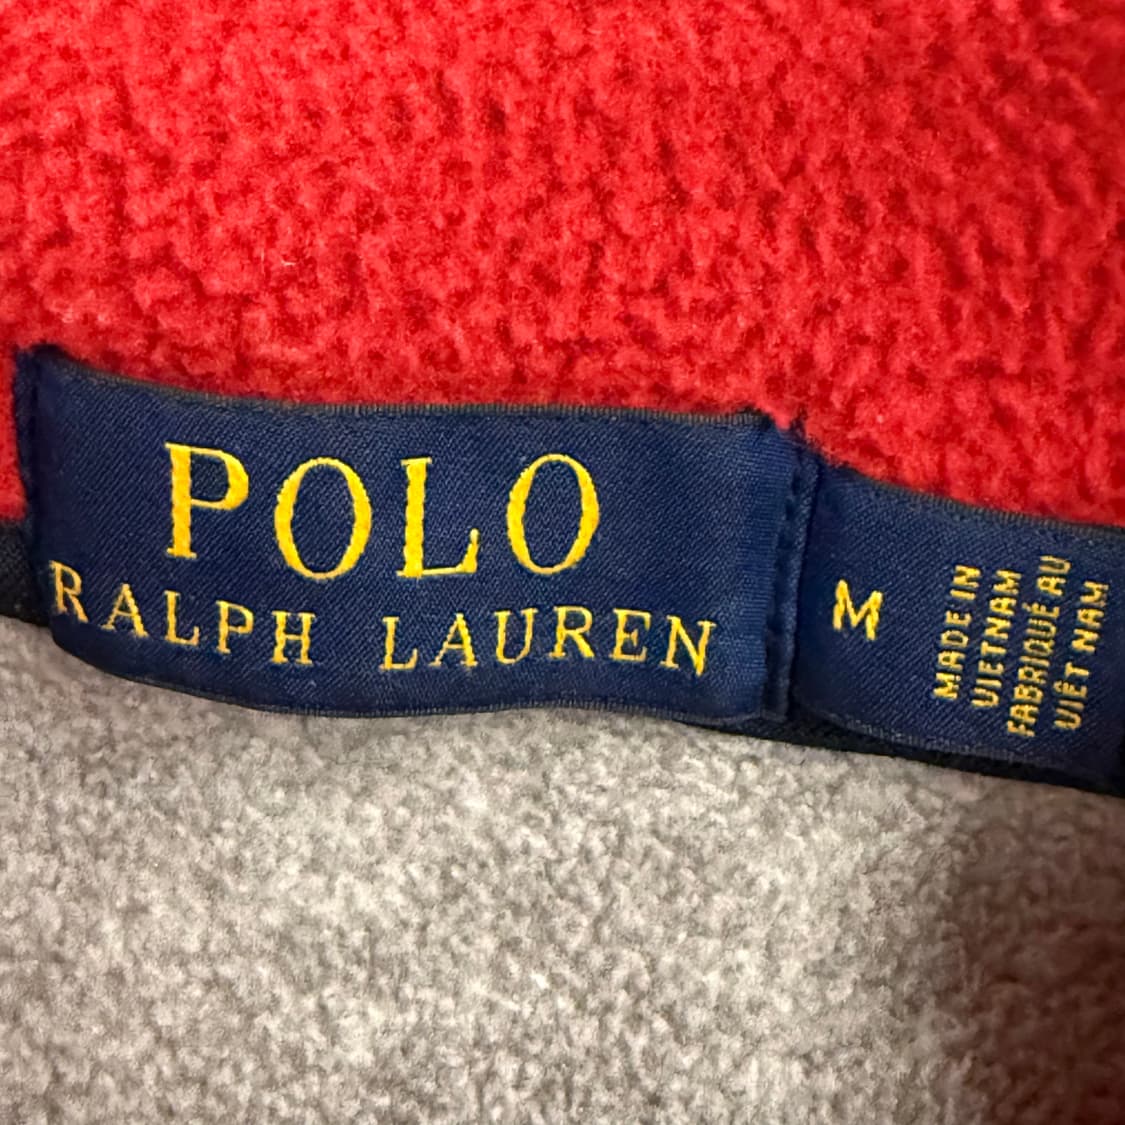 POLO
RALPH LAUREN
M
MADE IN
VIETNAM
FABRIQUÉ AU
VIÊT NAM